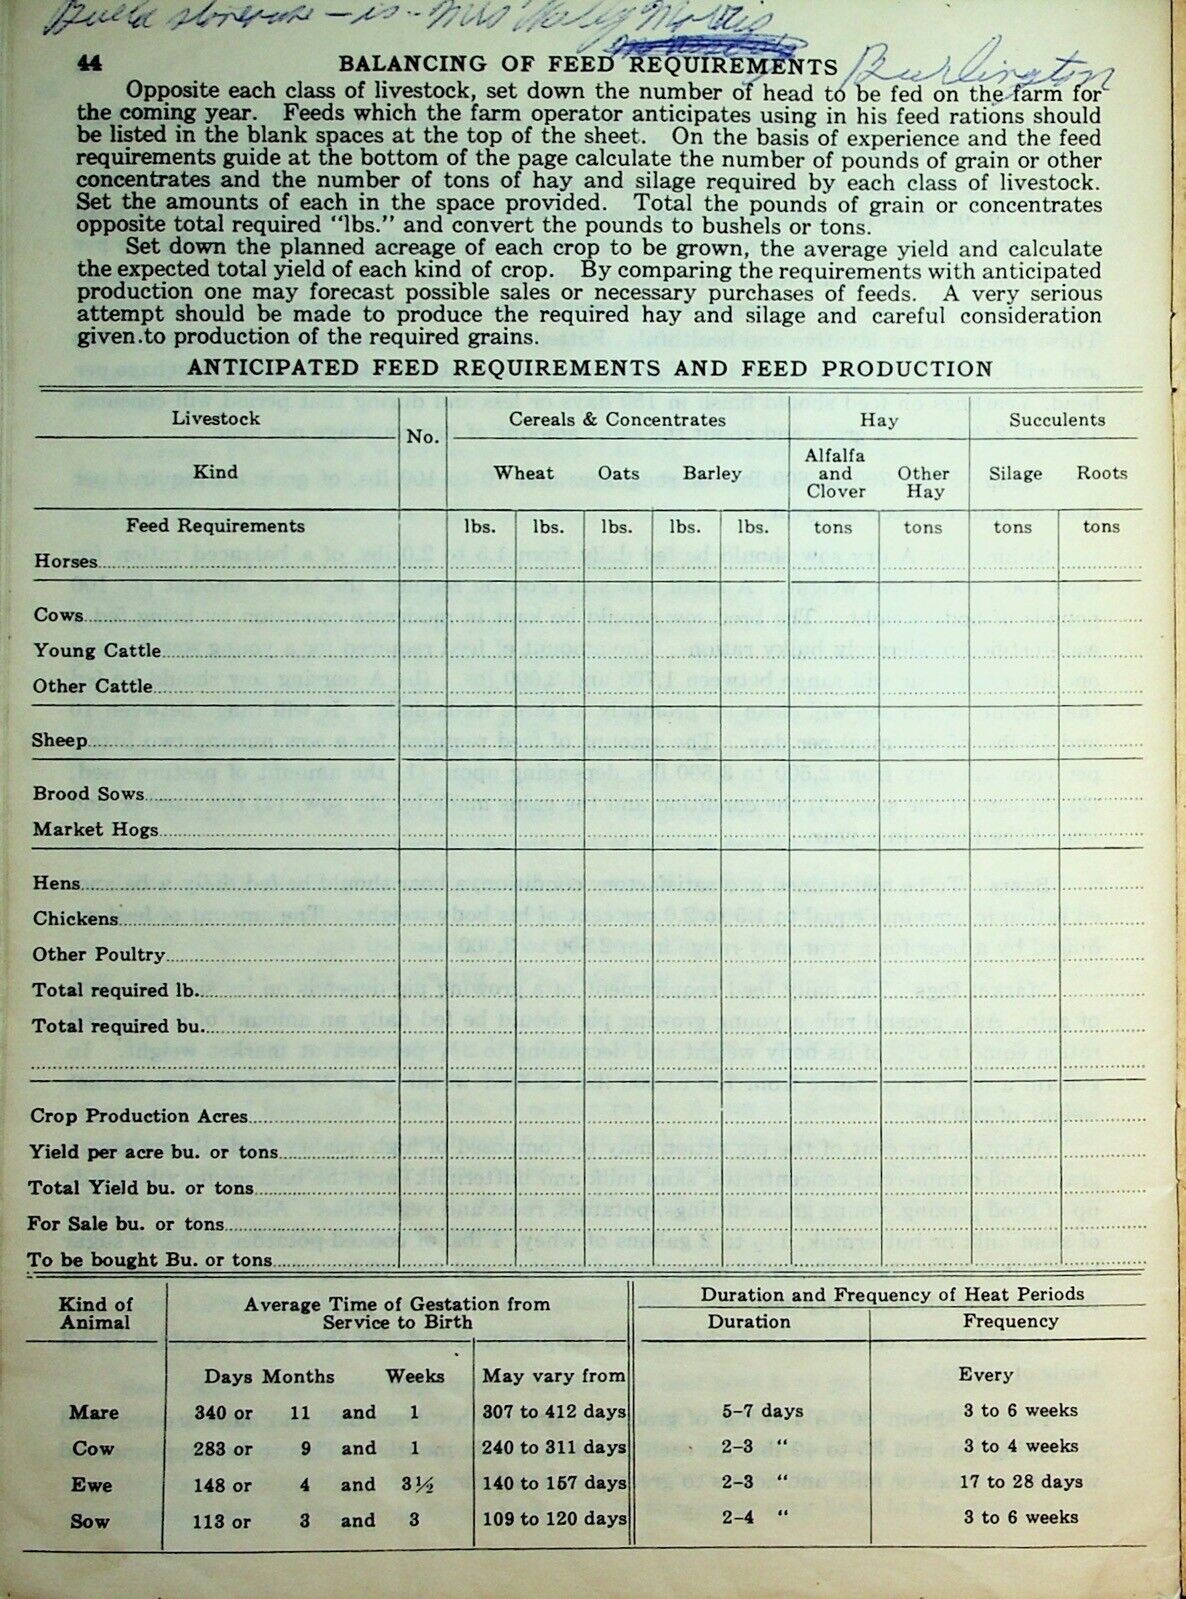 Build storeroom - is - Mrs Morris
Burlington
44 BALANCING OF FEED REQUIREMENTS
Opposite each class of livestock, set down the number of head to be fed on the farm for
the coming year. Feeds which the farm operator anticipates using in his feed rations should
be listed in the blank spaces at the top of the sheet. On the basis of experience and the feed
requirements guide at the bottom of the page calculate the number of pounds of grain or other
concentrates and the number of tons of hay and silage required by each class of livestock.
Set the amounts of each in the space provided. Total the pounds of grain or concentrates
opposite total required "lbs." and convert the pounds to bushels or tons.
Set down the planned acreage of each crop to be grown, the average yield and calculate
the expected total yield of each kind of crop. By comparing the requirements with anticipated
production one may forecast possible sales or necessary purchases of feeds. A very serious
attempt should be made to produce the required hay and silage and careful consideration
given.to production of the required grains.
ANTICIPATED FEED REQUIREMENTS AND FEED PRODUCTION
Livestock No. Cereals & Concentrates Hay Succulents
Kind Wheat Oats Barley Alfalfa and Clover Other Hay Silage Roots
Feed Requirements lbs. lbs. lbs. lbs. lbs. tons tons tons tons
Horses
Cows
Young Cattle
Other Cattle
Sheep
Brood Sows
Market Hogs
Hens
Chickens
Other Poultry
Total required lb.
Total required bu.
Crop Production Acres
Yield per acre bu. or tons
Total Yield bu. or tons
For Sale bu. or tons
To be bought Bu. or tons
Kind of Animal Average Time of Gestation from Service to Birth Duration and Frequency of Heat Periods
Duration Frequency
Days Months Weeks May vary from Every
Mare 340 or 11 and 1 307 to 412 days 5-7 days 3 to 6 weeks
Cow 283 or 9 and 1 240 to 311 days 2-3 " 3 to 4 weeks
Ewe 148 or 4 and 3½ 140 to 157 days 2-3 " 17 to 28 days
Sow 113 or 3 and 3 109 to 120 days 2-4 " 3 to 6 weeks